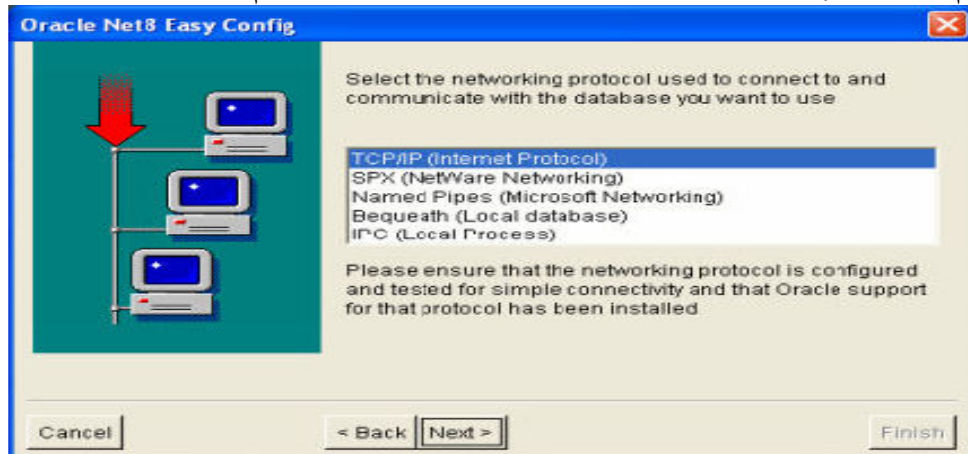 Oracle Net8 Easy Config
Select the networking protocol used to connect to and
communicate with the database you want to use
TCP/IP (Internet Protocol)
SPX (NetWare Networking)
Named Pipes (Microsoft Networking)
Bequeath (Local database)
IPC (Local Process)
Please ensure that the networking protocol is configured
and tested for simple connectivity and that Oracle support
for that protocol has been installed
Cancel
< Back
Next >
Finish